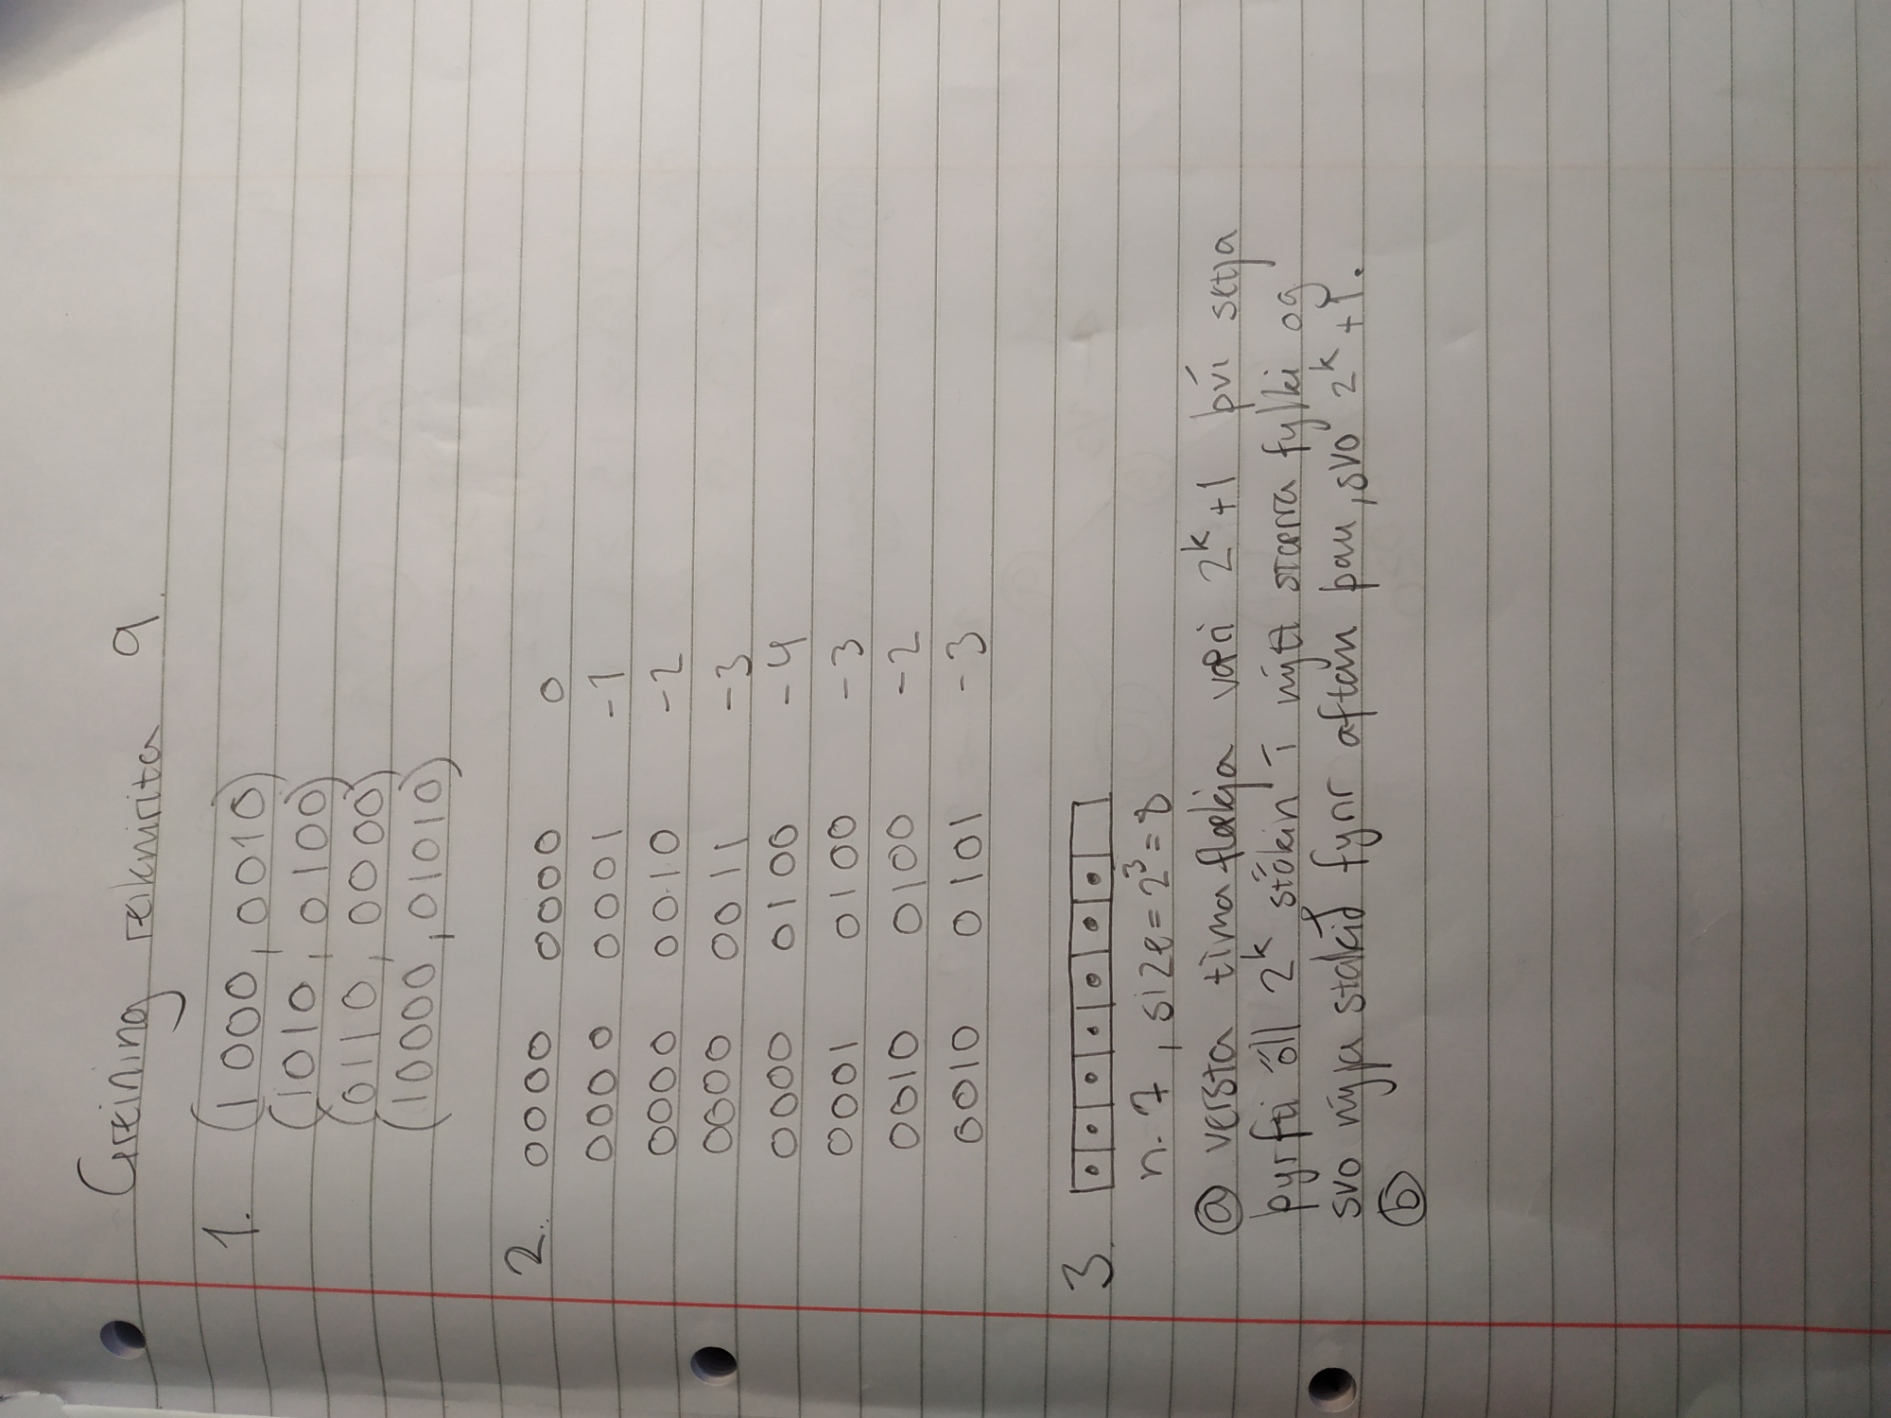 Greining reiknirita 9.
1. (1000, 0010)
(1010, 0100)
(0110, 0000)
(10000, 01010)
2. 0000 0000 0
0000 0001 -1
0000 0010 -2
0000 0011 -3
0000 0100 -4
0001 0100 -3
0010 0100 -2
0010 0101 -3
3.
n. 7, size = 2³ = 8
ⓐ versta tíma flækja væri 2^k + 1 því setja
þyrfti öll 2^k stökin í nýtt stærra fylki og
svo nýja stakið fyrir aftan þau, svo 2^k + 1.
ⓑ